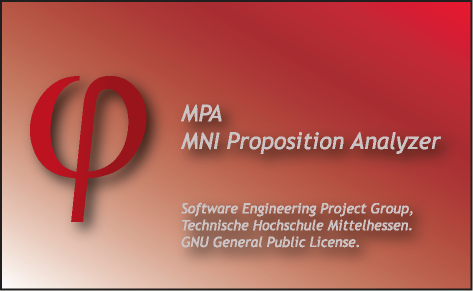 φ
MPA
MNI Proposition Analyzer
Software Engineering Project Group,
Technische Hochschule Mittelhessen.
GNU General Public License.